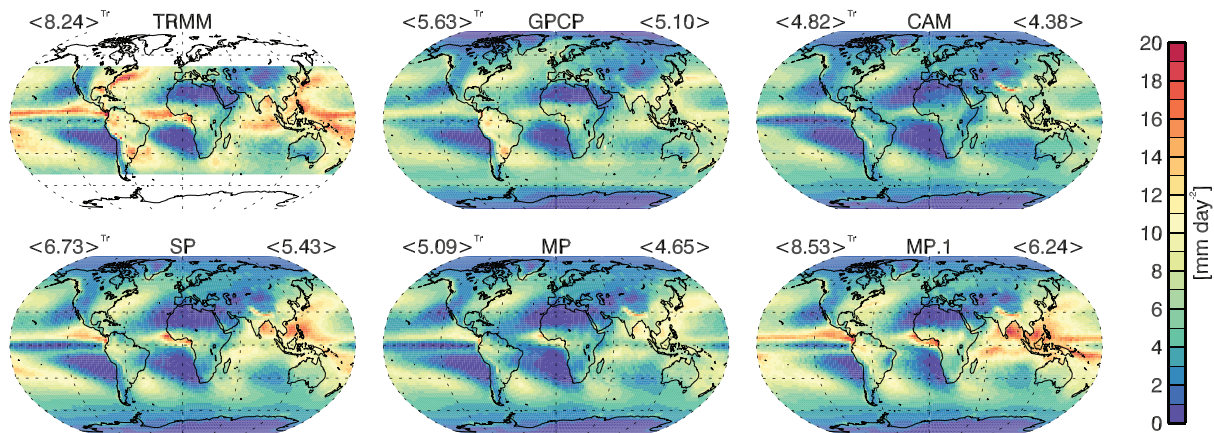 <8.24>Tr TRMM
<5.63>Tr GPCP <5.10>
<4.82>Tr CAM <4.38>
<6.73>Tr SP <5.43>
<5.09>Tr MP <4.65>
<8.53>Tr MP.1 <6.24>
20
18
16
14
12
10
8
6
4
2
0
[mm day-2]